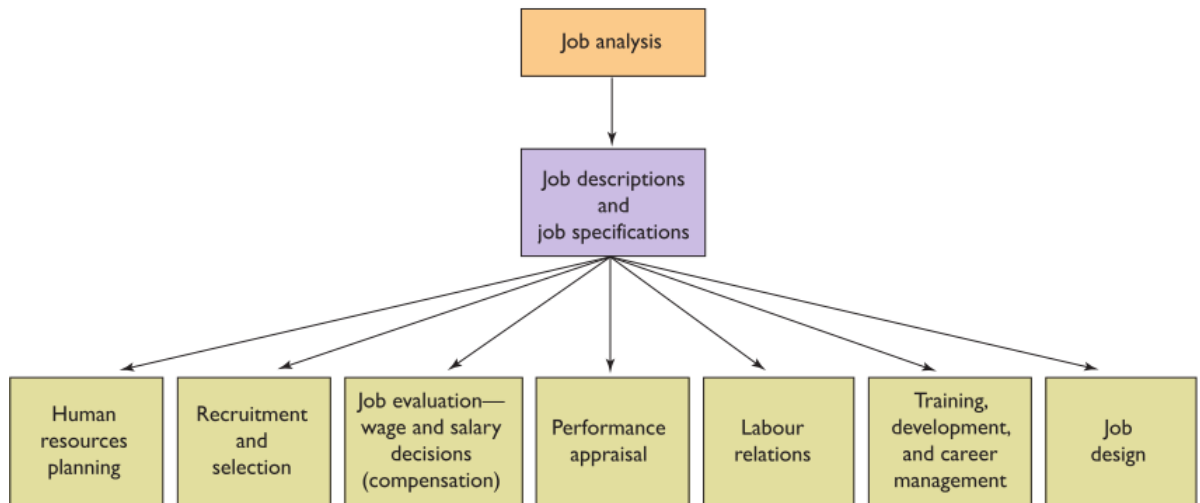 Job analysis
Job descriptions
and
job specifications
Human
resources
planning
Recruitment
and
selection
Job evaluation—
wage and salary
decisions
(compensation)
Performance
appraisal
Labour
relations
Training,
development,
and career
management
Job
design